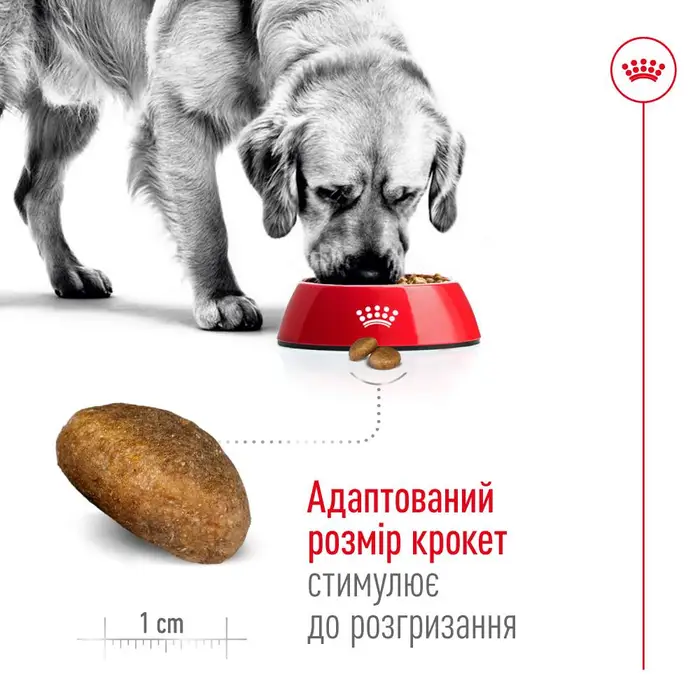 Адаптований
розмір крокет
стимулює
до розгризання
1 cm